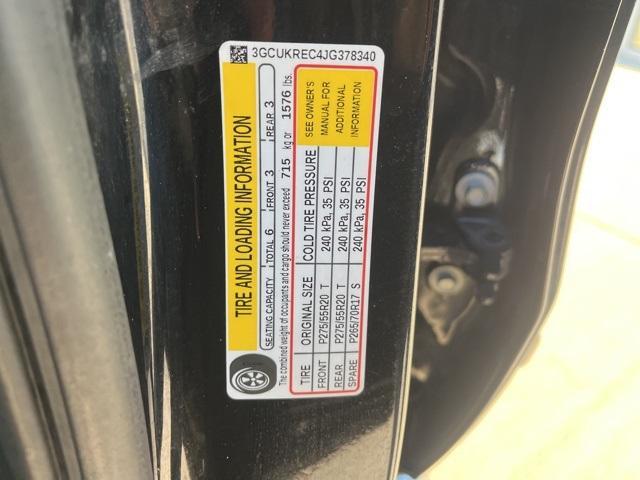 3GCUKREC4JG378340
TIRE AND LOADING INFORMATION
SEATING CAPACITY TOTAL 6 FRONT 3 REAR 3
The combined weight of occupants and cargo should never exceed 715 kg or 1576 lbs.
TIRE ORIGINAL SIZE COLD TIRE PRESSURE SEE OWNER'S
FRONT P275/55R20 T 240 kPa, 35 PSI MANUAL FOR
REAR P275/55R20 T 240 kPa, 35 PSI ADDITIONAL
SPARE P265/70R17 S 240 kPa, 35 PSI INFORMATION